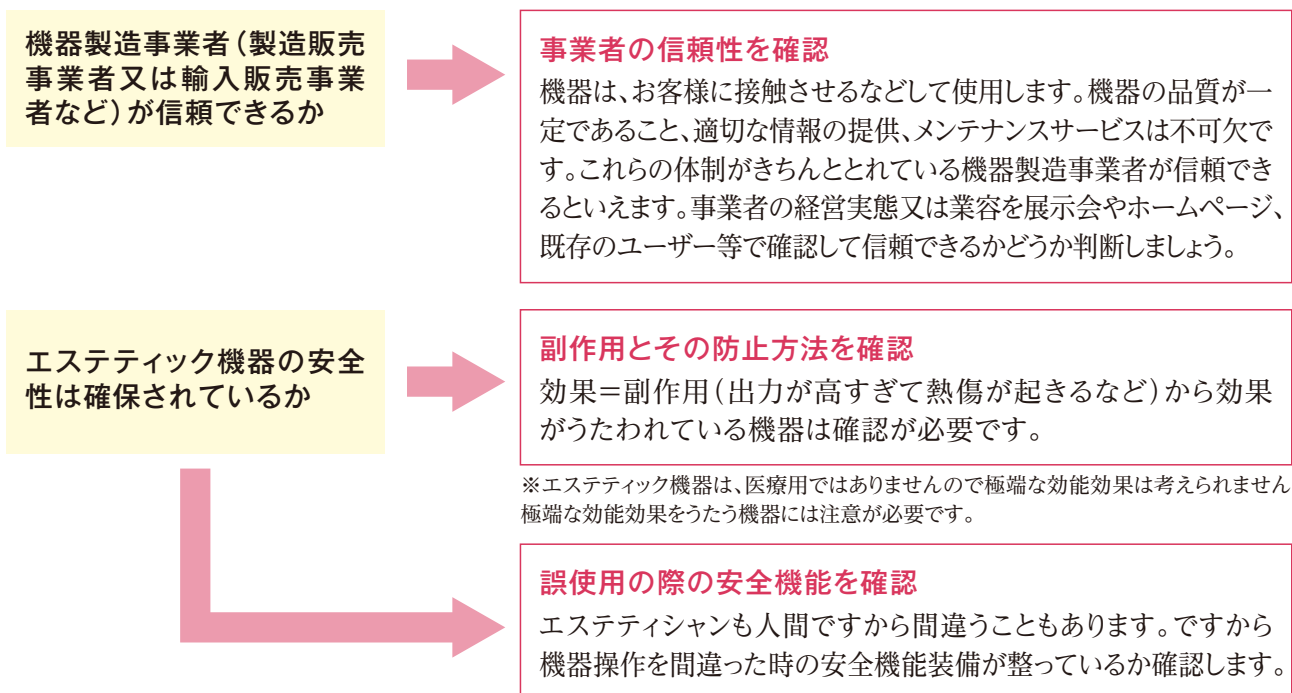 機器製造事業者（製造販売
事業者又は輸入販売事業
者など）が信頼できるか
事業者の信頼性を確認
機器は、お客様に接触させるなどして使用します。機器の品質が一
定であること、適切な情報の提供、メンテナンスサービスは不可欠で
す。これらの体制がきちんととれている機器製造事業者が信頼でき
るといえます。事業者の経営実態又は業容を展示会やホームページ、
既存のユーザー等で確認して信頼できるかどうか判断しましょう。
エステティック機器の安全
性は確保されているか
副作用とその防止方法を確認
効果＝副作用（出力が高すぎて熱傷が起きるなど）から効果
がうたわれている機器は確認が必要です。
※エステティック機器は、医療用ではありませんので極端な効能効果は考えられません
極端な効能効果をうたう機器には注意が必要です。
誤使用の際の安全機能を確認
エステティシャンも人間ですから間違うこともあります。ですから
機器操作を間違った時の安全機能装備が整っているか確認します。